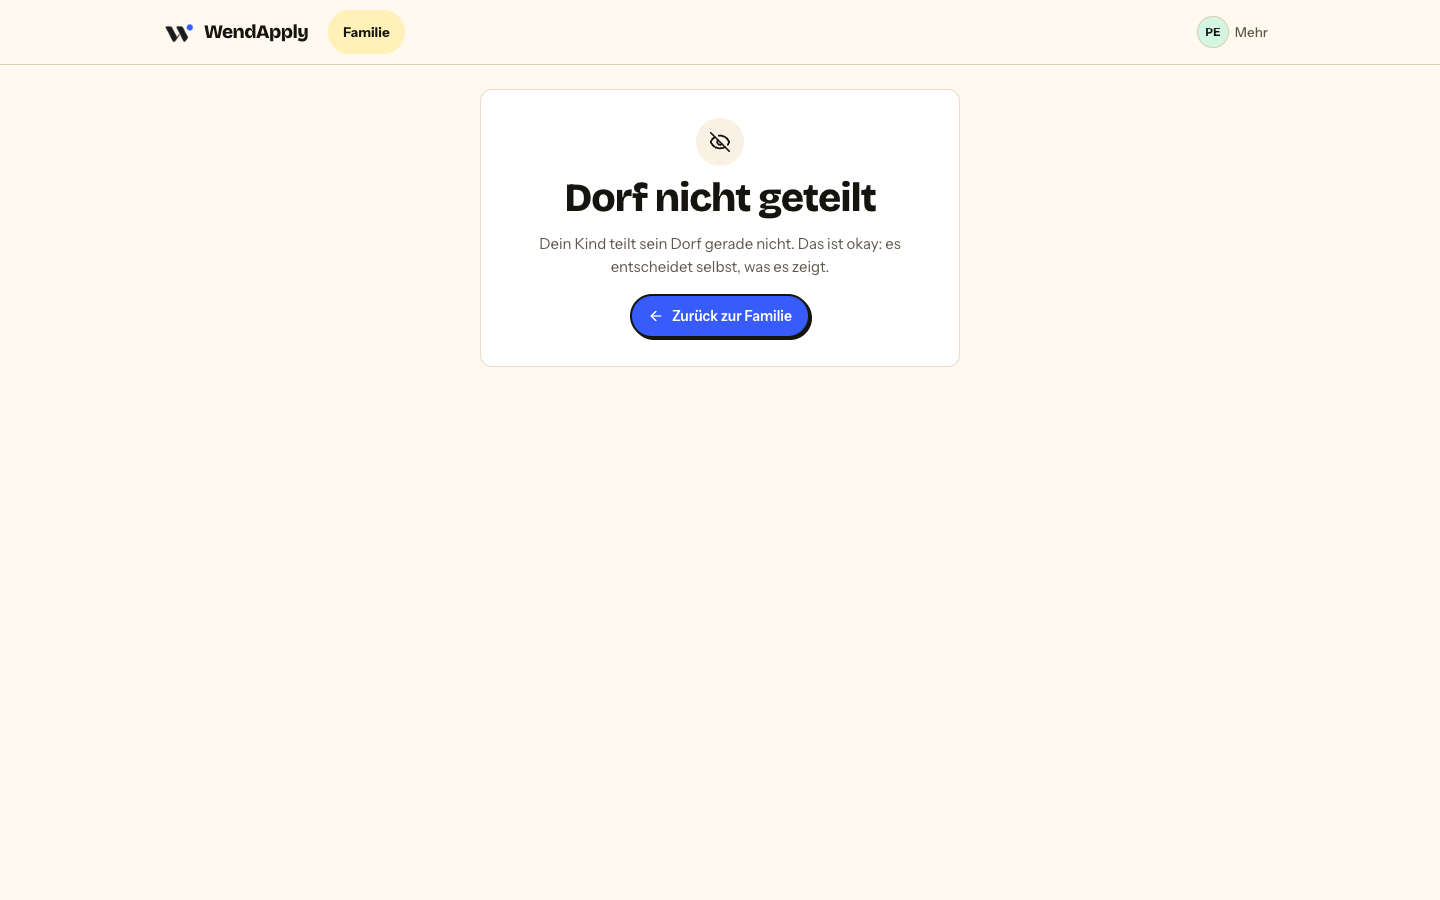 WendApply
Familie
PE
Mehr
Dorf nicht geteilt
Dein Kind teilt sein Dorf gerade nicht. Das ist okay: es
entscheidet selbst, was es zeigt.
Zurück zur Familie